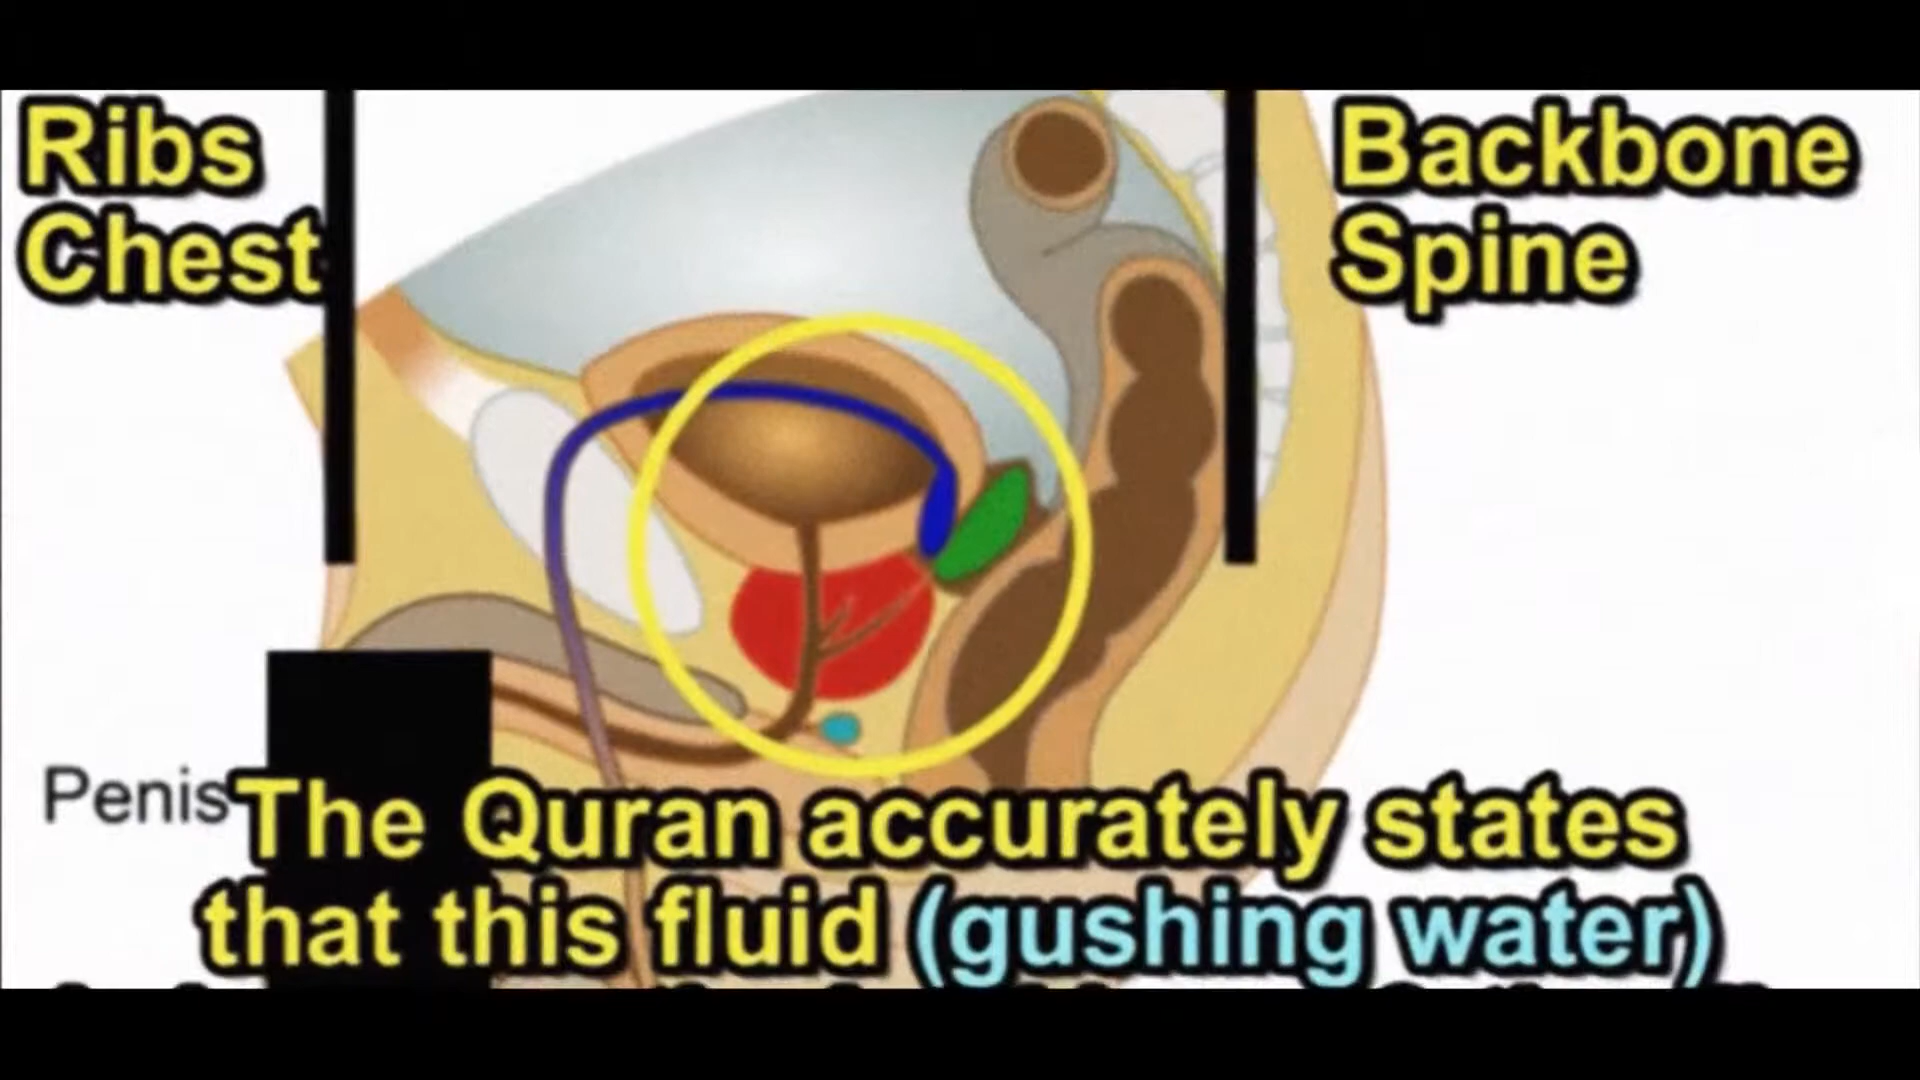 Ribs
Chest
Backbone
Spine
Penis
The Quran accurately states
that this fluid (gushing water)